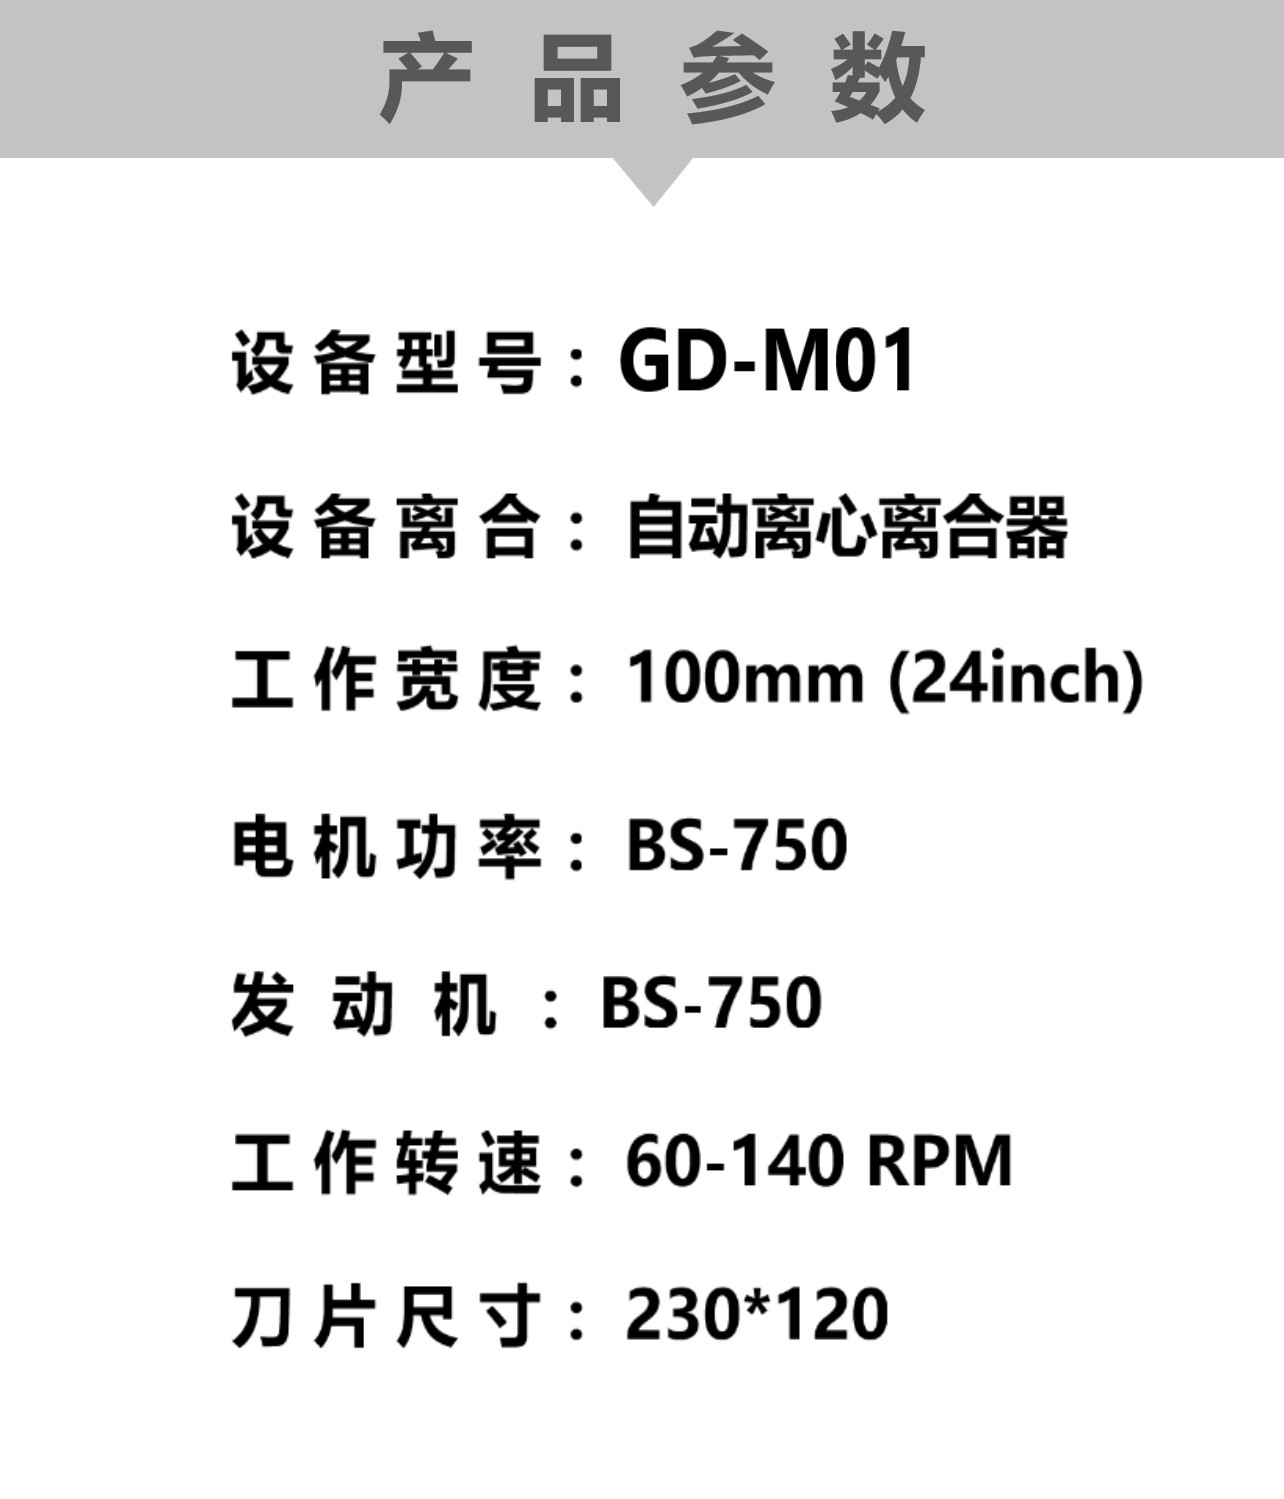 产品参数
设备型号：GD-M01
设备离合：自动离心离合器
工作宽度：100mm (24inch)
电机功率：BS-750
发动机：BS-750
工作转速：60-140 RPM
刀片尺寸：230*120